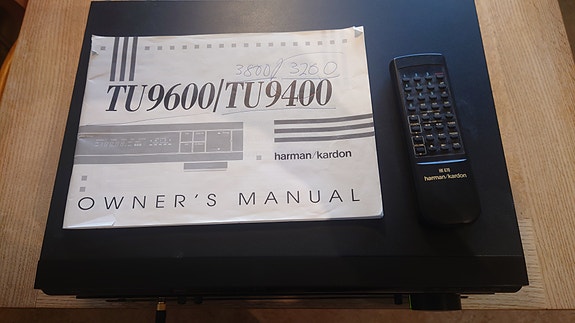 3800/3200
TU9600/TU9400
harman/kardon
OWNER'S MANUAL
harman/kardon